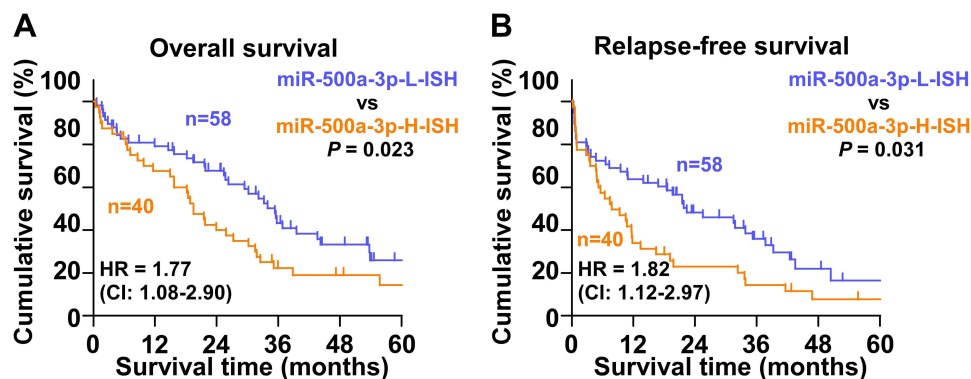 A
Overall survival
Cumulative survival (%)
100
80
60
40
20
0
miR-500a-3p-L-ISH
vs
miR-500a-3p-H-ISH
P = 0.023
n=58
n=40
HR = 1.77
(CI: 1.08-2.90)
0 12 24 36 48 60
Survival time (months)
B
Relapse-free survival
Cumulative survival (%)
100
80
60
40
20
0
miR-500a-3p-L-ISH
vs
miR-500a-3p-H-ISH
P = 0.031
n=58
n=40
HR = 1.82
(CI: 1.12-2.97)
0 12 24 36 48 60
Survival time (months)